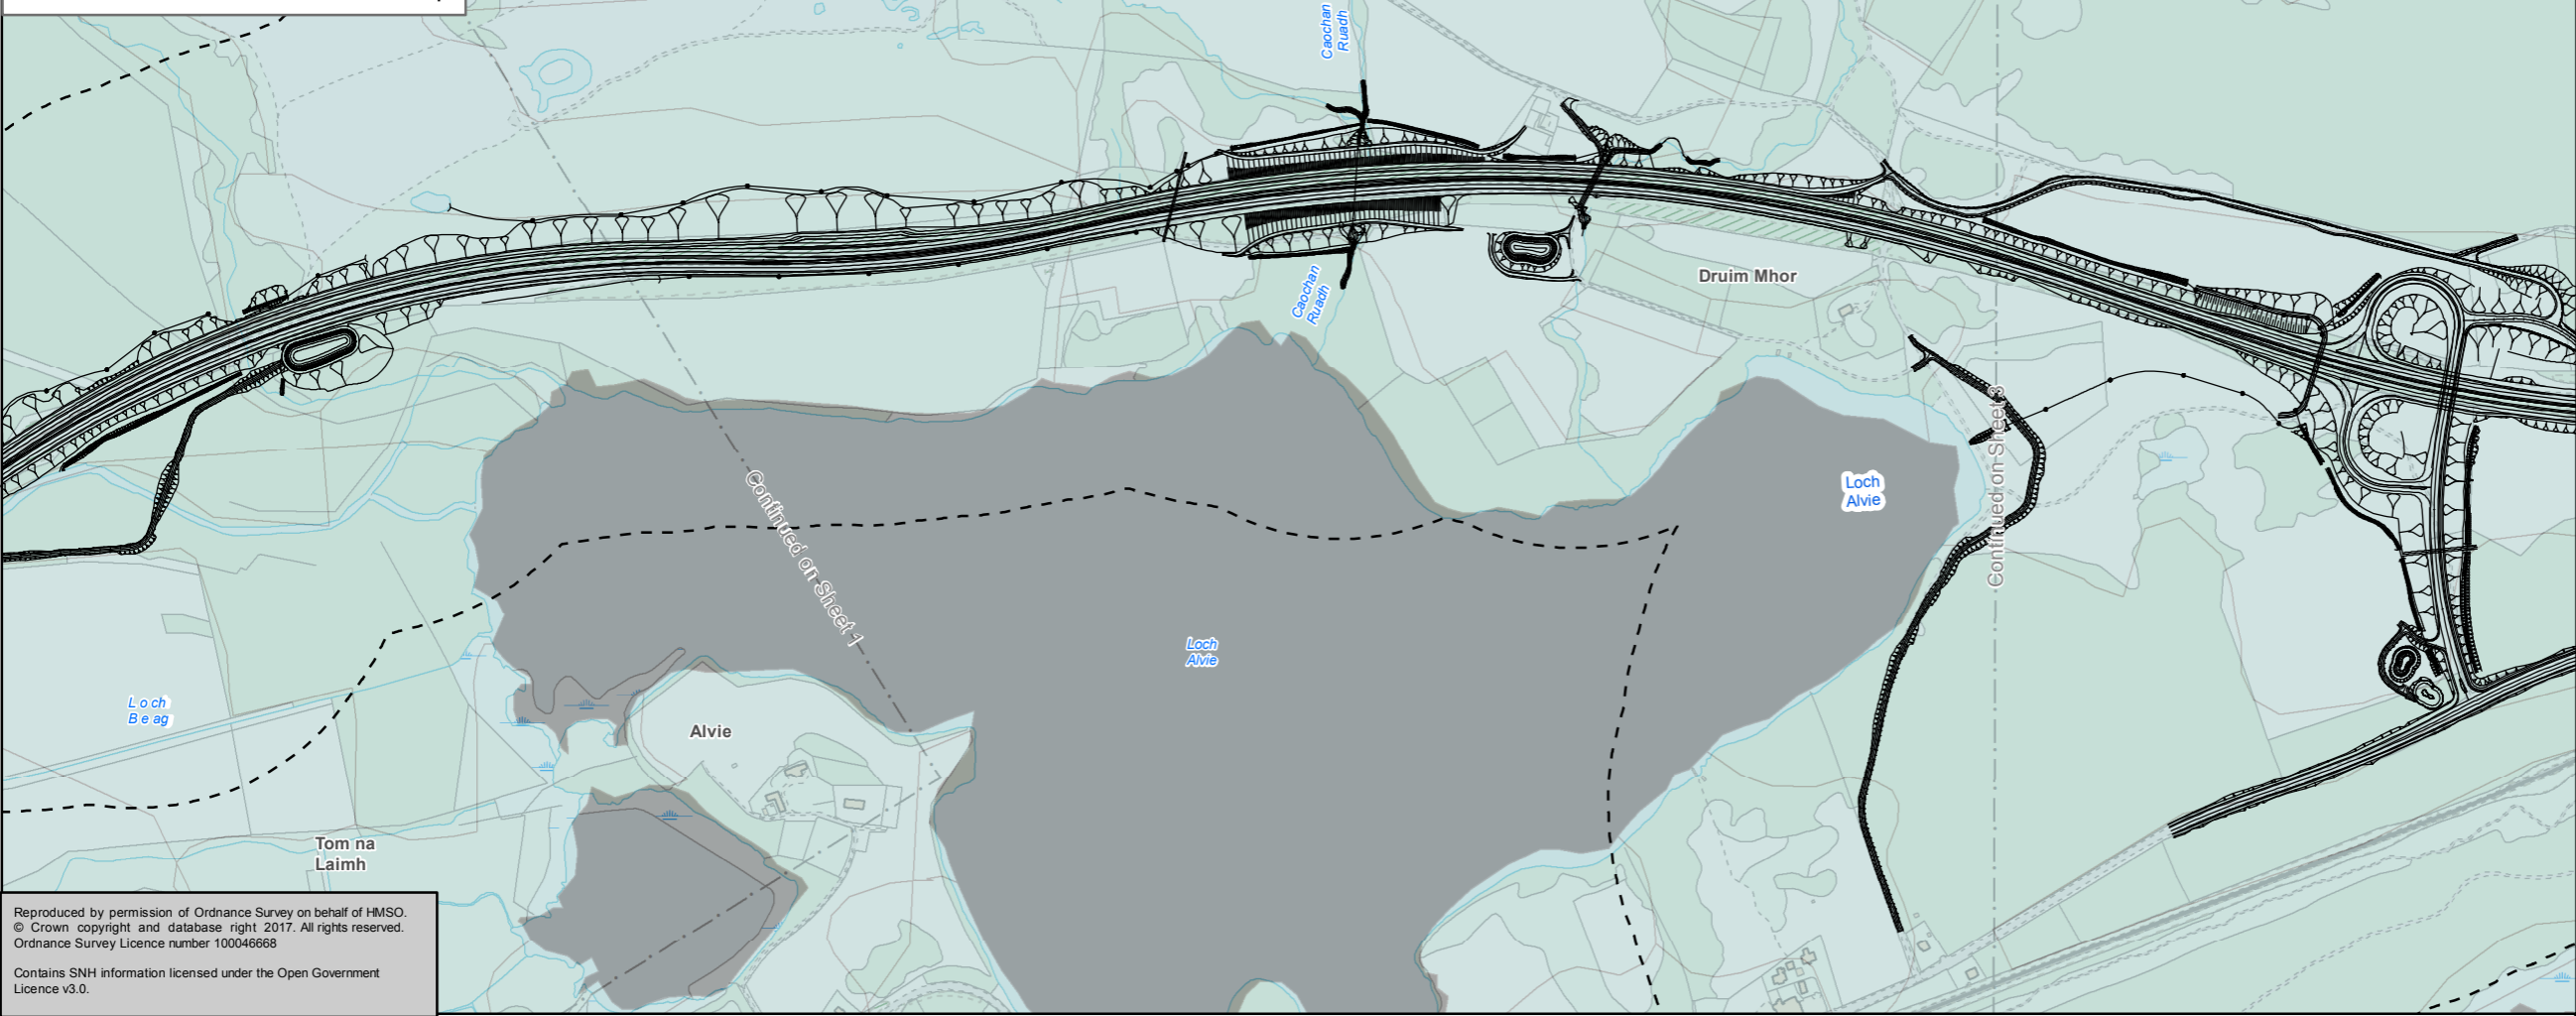 Caochan
Ruadh
Caochan
Ruadh
Druim Mhor
Loch
Alvie
Continued on Sheet 3
Continued on Sheet 1
Loch
Alvie
Loch
Beag
Alvie
Tom na
Laimh
Reproduced by permission of Ordnance Survey on behalf of HMSO.
© Crown copyright and database right 2017. All rights reserved.
Ordnance Survey Licence number 100046668
Contains SNH information licensed under the Open Government
Licence v3.0.